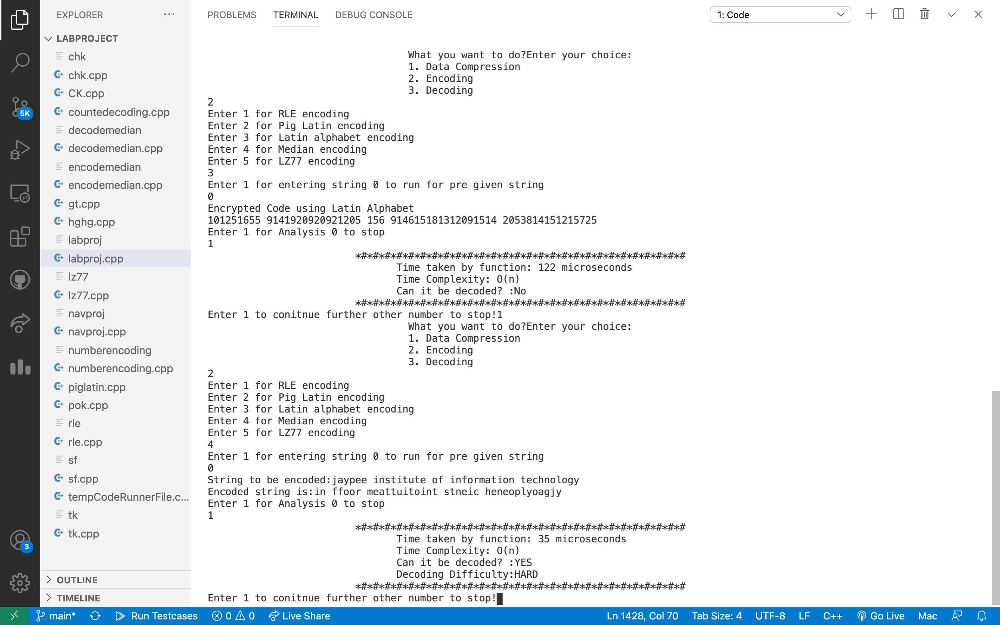 EXPLORER
LABPROJECT
chk
chk.cpp
CK.cpp
countedecoding.cpp
decodemedian
decodemedian.cpp
encodemedian
encodemedian.cpp
gt.cpp
hghg.cpp
labproj
labproj.cpp
lz77
lz77.cpp
navproj
navproj.cpp
numberencoding
numberencoding.cpp
piglatin.cpp
pok.cpp
rle
rle.cpp
sf
sf.cpp
tempCodeRunnerFile.c...
tk
tk.cpp
OUTLINE
TIMELINE
5K
3
PROBLEMS TERMINAL DEBUG CONSOLE 1: Code
What you want to do?Enter your choice:
1. Data Compression
2. Encoding
3. Decoding
2
Enter 1 for RLE encoding
Enter 2 for Pig Latin encoding
Enter 3 for Latin alphabet encoding
Enter 4 for Median encoding
Enter 5 for LZ77 encoding
3
Enter 1 for entering string 0 to run for pre given string
0
Encrypted Code using Latin Alphabet
101251655 9141920920921205 156 914615181312091514 2053814151215725
Enter 1 for Analysis 0 to stop
1
*#*#*#*#*#*#*#*#*#*#*#*#*#*#*#*#*#*#*#*#*#*#*#*#*#*#*#*#
Time taken by function: 122 microseconds
Time Complexity: O(n)
Can it be decoded? :No
*#*#*#*#*#*#*#*#*#*#*#*#*#*#*#*#*#*#*#*#*#*#*#*#*#*#*#*#
Enter 1 to conitnue further other number to stop!1
What you want to do?Enter your choice:
1. Data Compression
2. Encoding
3. Decoding
2
Enter 1 for RLE encoding
Enter 2 for Pig Latin encoding
Enter 3 for Latin alphabet encoding
Enter 4 for Median encoding
Enter 5 for LZ77 encoding
4
Enter 1 for entering string 0 to run for pre given string
0
String to be encoded:jaypee institute of information technology
Encoded string is:in ffoor meattuitoint stneic heneoplyoagjy
Enter 1 for Analysis 0 to stop
1
*#*#*#*#*#*#*#*#*#*#*#*#*#*#*#*#*#*#*#*#*#*#*#*#*#*#*#*#
Time taken by function: 35 microseconds
Time Complexity: O(n)
Can it be decoded? :YES
Decoding Difficulty:HARD
*#*#*#*#*#*#*#*#*#*#*#*#*#*#*#*#*#*#*#*#*#*#*#*#*#*#*#*#
Enter 1 to conitnue further other number to stop!
main* Run Testcases 0 0 Live Share Ln 1428, Col 70 Tab Size: 4 UTF-8 LF C++ Go Live Mac